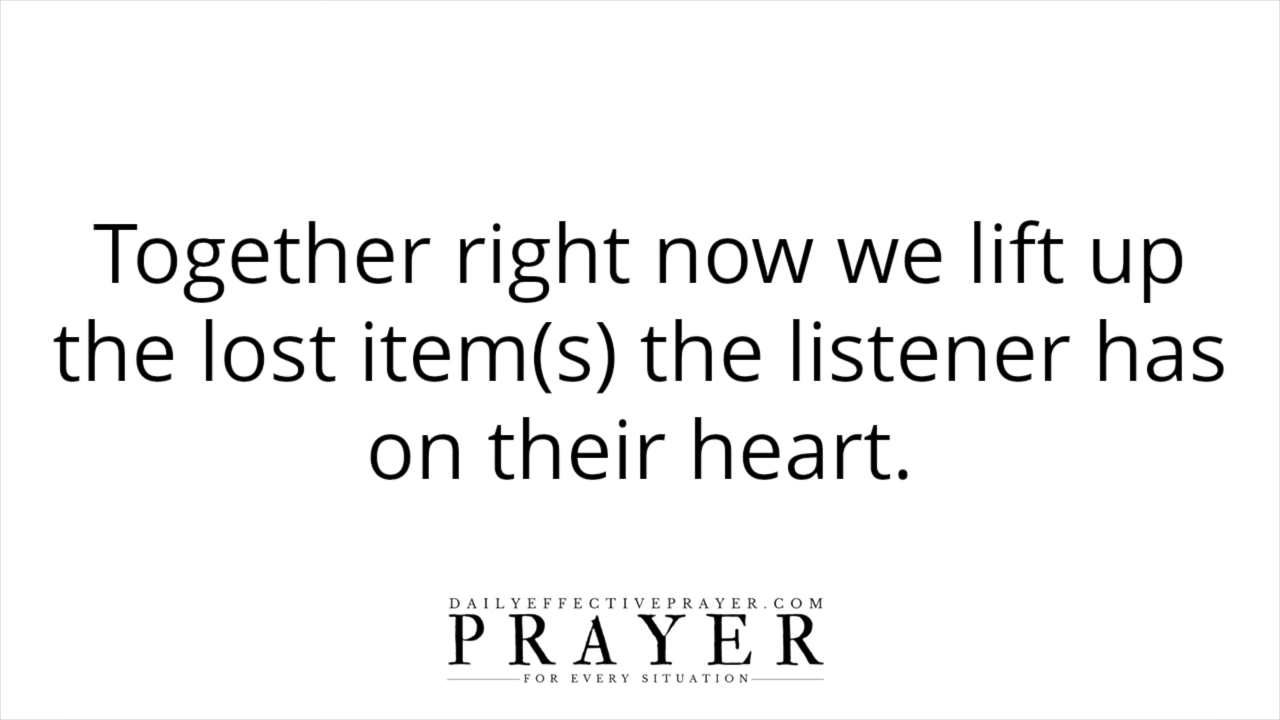 Together right now we lift up
the lost item(s) the listener has
on their heart.
DAILYEFFECTIVEPRAYER.COM
PRAYER
FOR EVERY SITUATION